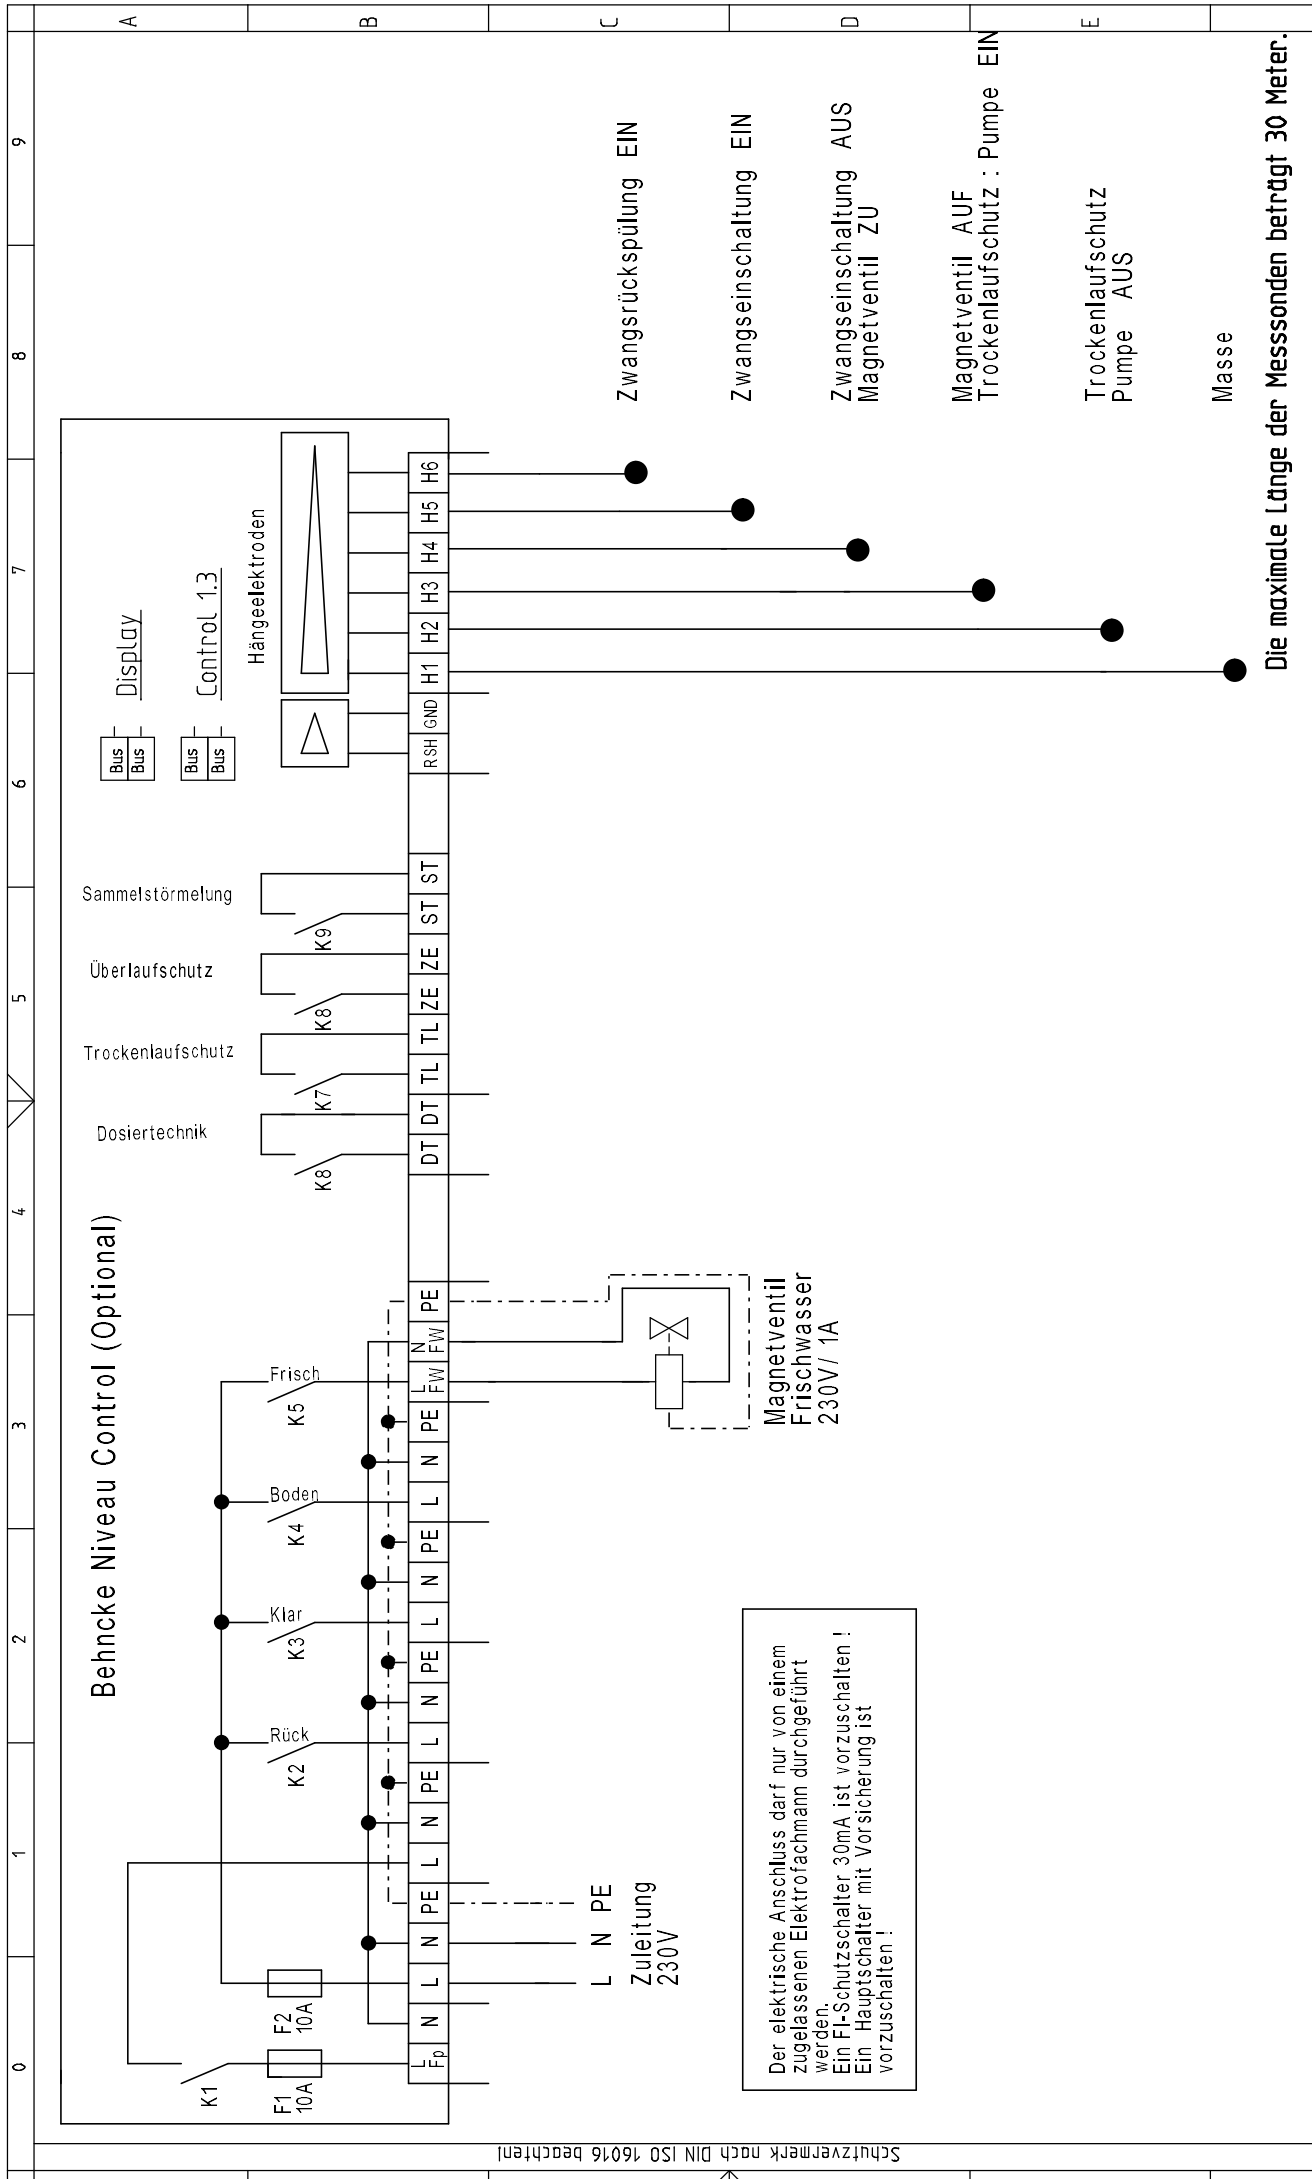 0 1 2 3 4 5 6 7 8 9
A
B
C
D
E
Behncke Niveau Control (Optional)
Display
Bus
Bus
Control 1.3
Bus
Bus
Hängeelektroden
Dosiertechnik
Trockenlaufschutz
Überlaufschutz
Sammelstörmelung
K1
F1
10A
F2
10A
K2
Rück
K3
Klar
K4
Boden
K5
Frisch
K8
K7
K8
K9
L
Fp
N
L
N
PE
L
N
PE
L
N
PE
L
N
PE
L
N
PE
L
FW
N
FW
PE
DT
DT
TL
TL
ZE
ZE
ST
ST
RSH
GND
H1
H2
H3
H4
H5
H6
L N PE
Zuleitung
230V
Magnetventil
Frischwasser
230V/ 1A
Zwangsrückspülung EIN
Zwangseinschaltung EIN
Zwangseinschaltung AUS
Magnetventil ZU
Magnetventil AUF
Trockenlaufschutz : Pumpe EIN
Trockenlaufschutz
Pumpe AUS
Masse
Der elektrische Anschluss darf nur von einem
zugelassenen Elektrofachmann durchgeführt
werden.
Ein FI-Schutzschalter 30mA ist vorzuschalten !
Ein Hauptschalter mit Vorsicherung ist
vorzuschalten !
Die maximale Länge der Messsonden beträgt 30 Meter.
Schutzvermerk nach DIN ISO 16016 beachten!